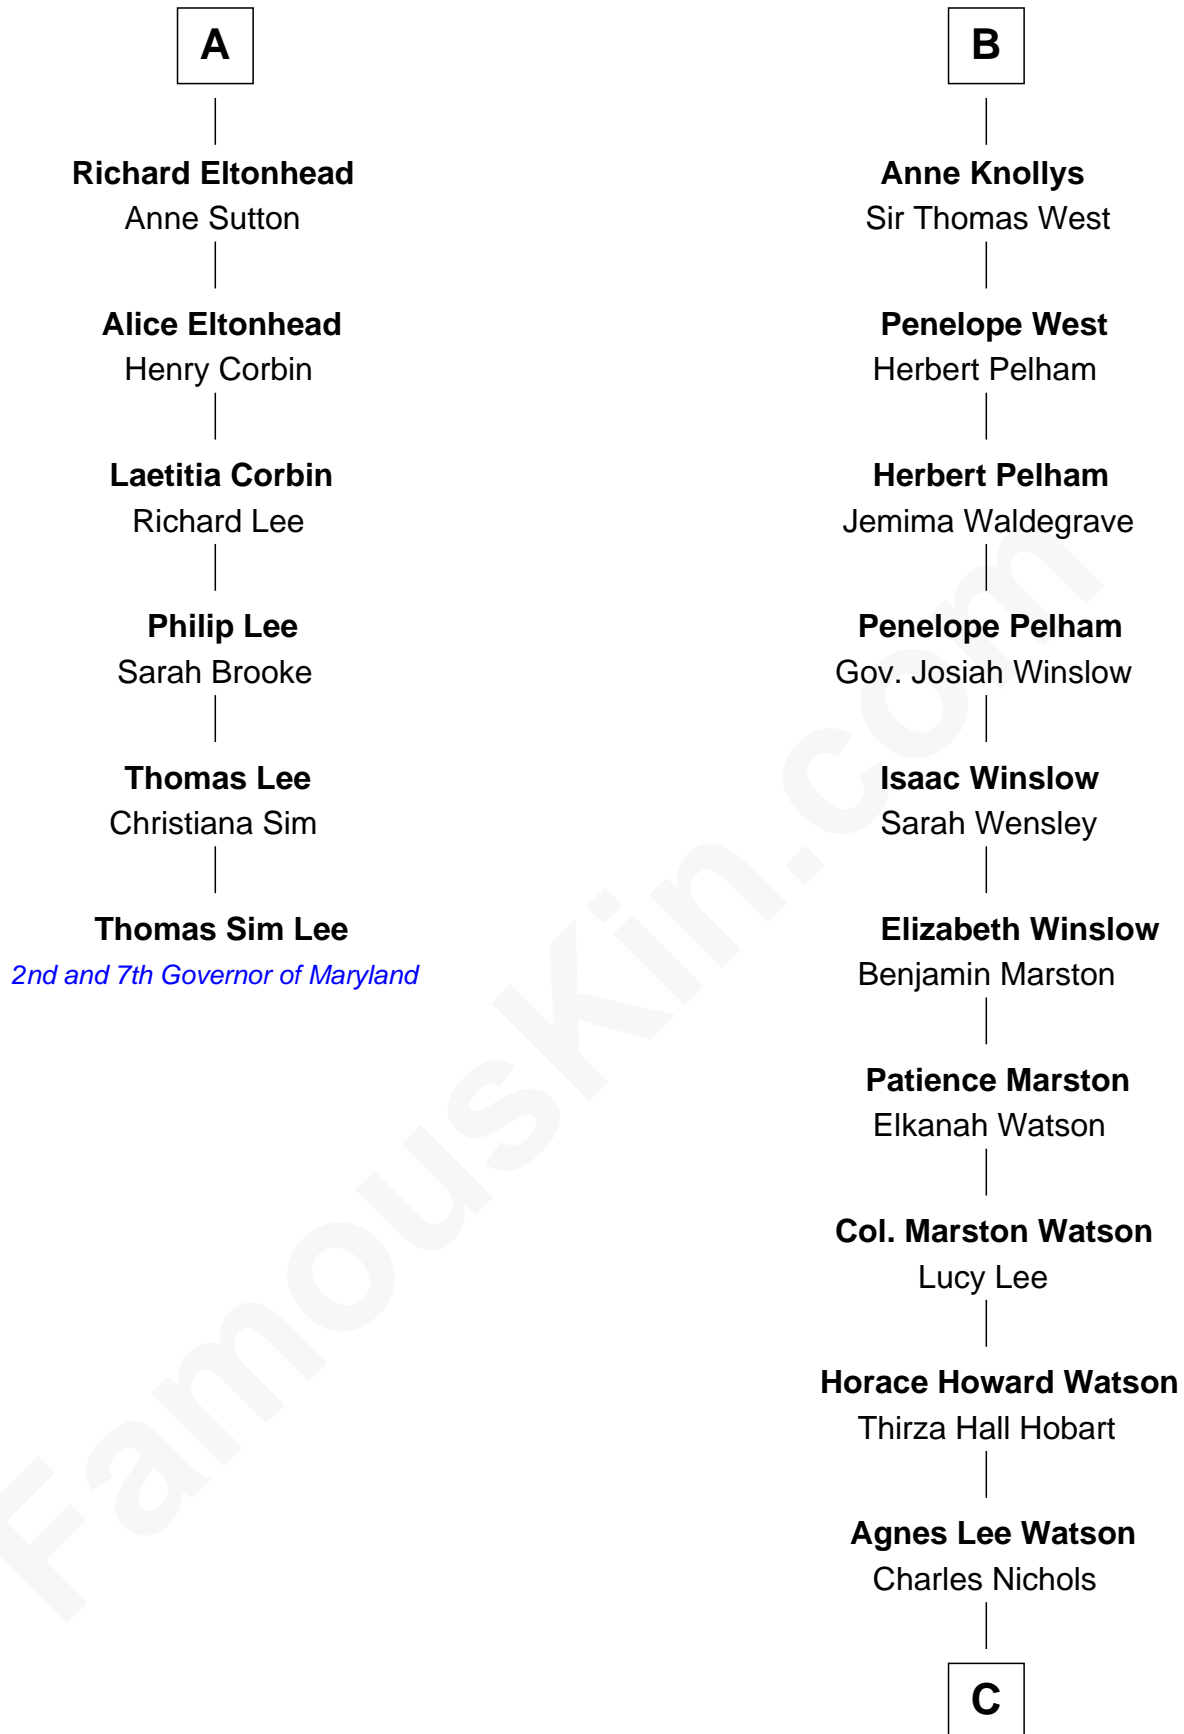 A
Richard Eltonhead
Anne Sutton
Alice Eltonhead
Henry Corbin
Laetitia Corbin
Richard Lee
Philip Lee
Sarah Brooke
Thomas Lee
Christiana Sim
Thomas Sim Lee
2nd and 7th Governor of Maryland
B
Anne Knollys
Sir Thomas West
Penelope West
Herbert Pelham
Herbert Pelham
Jemima Waldegrave
Penelope Pelham
Gov. Josiah Winslow
Isaac Winslow
Sarah Wensley
Elizabeth Winslow
Benjamin Marston
Patience Marston
Elkanah Watson
Col. Marston Watson
Lucy Lee
Horace Howard Watson
Thirza Hall Hobart
Agnes Lee Watson
Charles Nichols
C
FamousKin.com